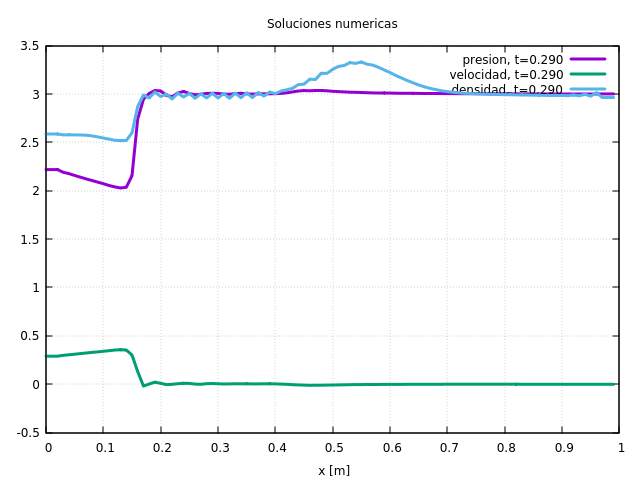 Soluciones numericas
3.5
3
2.5
2
1.5
1
0.5
0
-0.5
presion, t=0.290
velocidad, t=0.290
densidad, t=0.290
0 0.1 0.2 0.3 0.4 0.5 0.6 0.7 0.8 0.9 1
x [m]